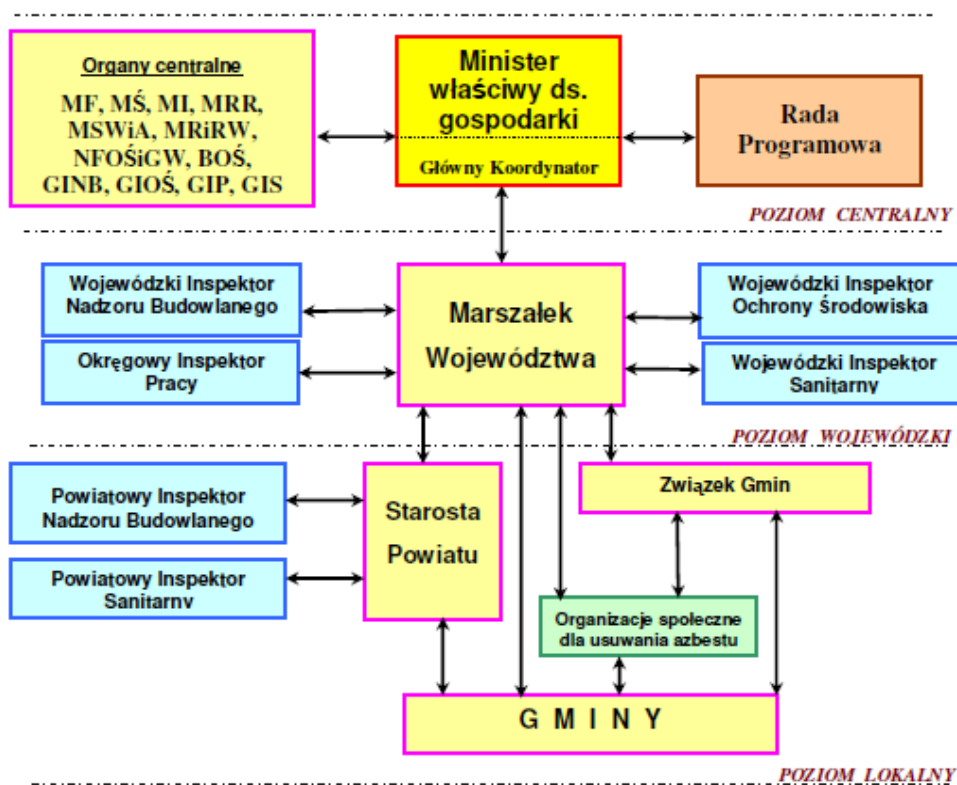 Organy centralne
MF, MŚ, MI, MRR,
MSWiA, MRiRW,
NFOŚiGW, BOŚ,
GINB, GIOŚ, GIP, GIS
Minister
właściwy ds.
gospodarki
Główny Koordynator
Rada
Programowa
POZIOM CENTRALNY
Wojewódzki Inspektor
Nadzoru Budowlanego
Okręgowy Inspektor
Pracy
Marszałek
Województwa
Wojewódzki Inspektor
Ochrony Środowiska
Wojewódzki Inspektor
Sanitarny
POZIOM WOJEWÓDZKI
Powiatowy Inspektor
Nadzoru Budowlanego
Powiatowy Inspektor
Sanitarny
Starosta
Powiatu
Związek Gmin
Organizacje społeczne
dla usuwania azbestu
G M I N Y
POZIOM LOKALNY